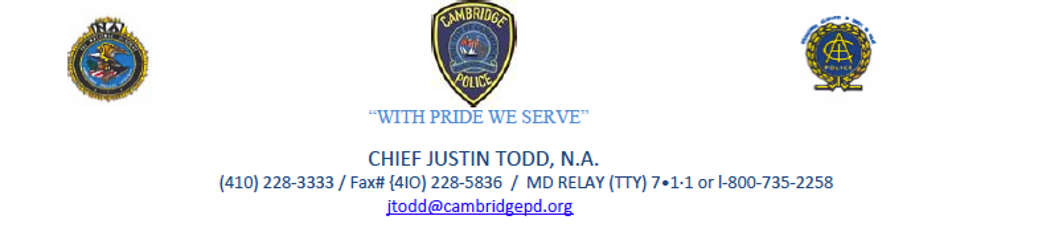 N.A.
CAMBRIDGE
POLICE
POLICE
“WITH PRIDE WE SERVE”
CHIEF JUSTIN TODD, N.A.
(410) 228-3333 / Fax# {4IO) 228-5836 / MD RELAY (TTY) 7•1·1 or l-800-735-2258
jtodd@cambridgepd.org